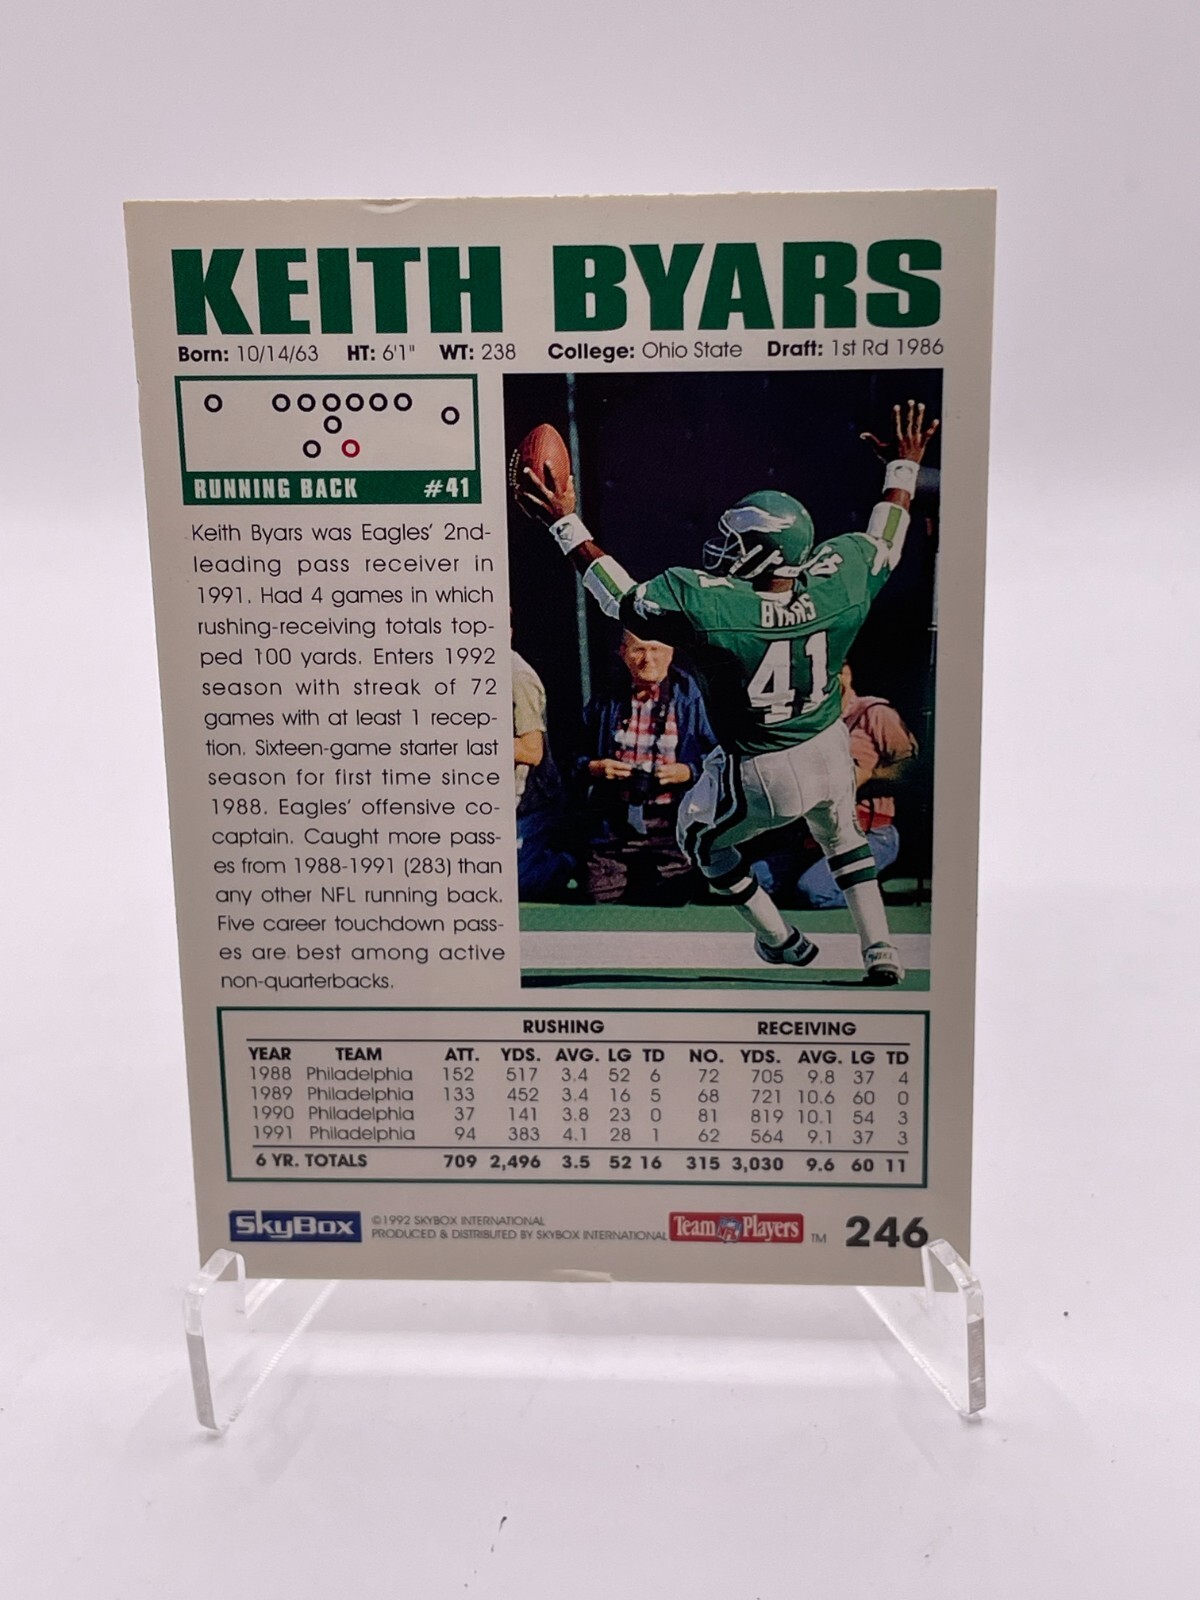 KEITH BYARS
Born: 10/14/63 HT: 6'1" WT: 238 College: Ohio State Draft: 1st Rd 1986
RUNNING BACK #41
Keith Byars was Eagles' 2nd-
leading pass receiver in
1991. Had 4 games in which
rushing-receiving totals top-
ped 100 yards. Enters 1992
season with streak of 72
games with at least 1 recep-
tion. Sixteen-game starter last
season for first time since
1988. Eagles' offensive co-
captain. Caught more pass-
es from 1988-1991 (283) than
any other NFL running back.
Five career touchdown pass-
es are best among active
non-quarterbacks.
41
BYARS
41
NIKE
RUSHING RECEIVING
YEAR TEAM ATT. YDS. AVG. LG TD NO. YDS. AVG. LG TD
1988 Philadelphia 152 517 3.4 52 6 72 705 9.8 37 4
1989 Philadelphia 133 452 3.4 16 5 68 721 10.6 60 0
1990 Philadelphia 37 141 3.8 23 0 81 819 10.1 54 3
1991 Philadelphia 94 383 4.1 28 1 62 564 9.1 37 3
6 YR. TOTALS 709 2,496 3.5 52 16 315 3,030 9.6 60 11
SkyBox
©1992 SKYBOX INTERNATIONAL
PRODUCED & DISTRIBUTED BY SKYBOX INTERNATIONAL
Team NFL Players TM
246